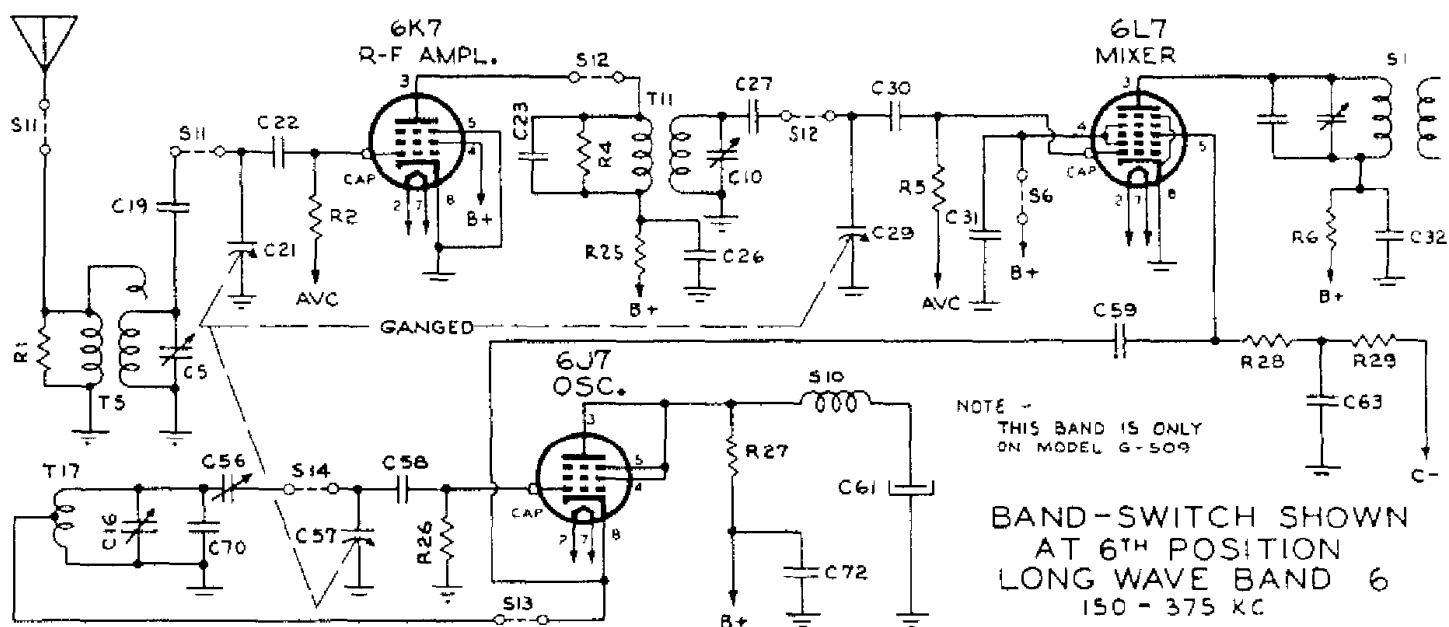 6K7
R-F AMPL.
6L7
MIXER
S12
S1
3
3
S11
S11
C22
C23
T11
C27
C30
5
4
4
5
R4
S12
CAP
C10
R5
CAP
S6
C19
R2
2 7 8
B+
C31
2 7 8
R6
C32
C21
R25
C26
C29
B+
AVC
B+
AVC
B+
GANGED
C59
R1
C5
T5
6J7
OSC.
S10
R28
R29
3
NOTE -
THIS BAND IS ONLY
ON MODEL G-509
C63
T17
C56
S14
C58
5
4
R27
C61
C-
CAP
C16
C70
C57
R26
2 7 8
C72
S13
B+
BAND-SWITCH SHOWN
AT 6TH POSITION
LONG WAVE BAND 6
150 - 375 KC